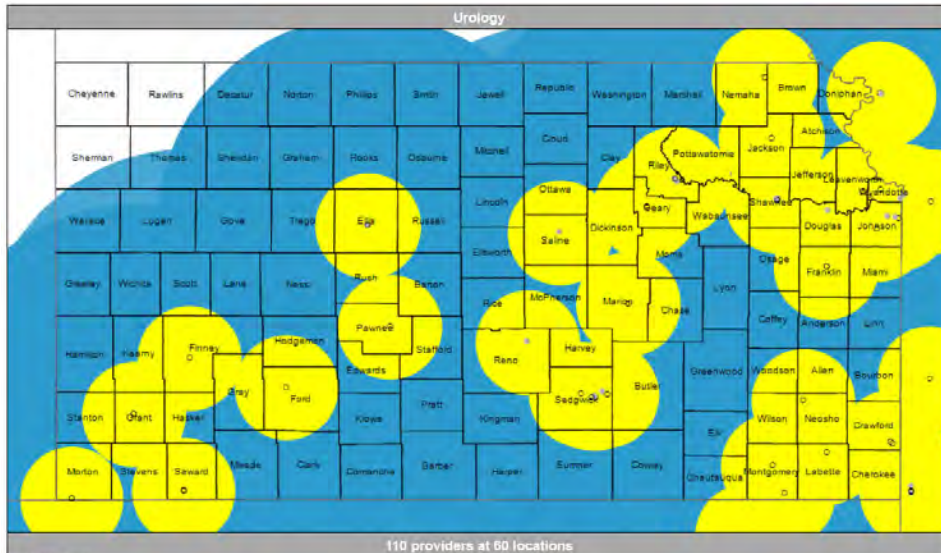 Urology
Cheyenne Rawlins Decatur Norton Phillips Smith Jewell Republic Washington Marshall Nemaha Brown Doniphan
Sherman Thomas Sheridan Graham Rooks Osborne Mitchell Cloud Clay Riley Pottawatomie Jackson Atchison
Jefferson Leavenworth Wyandotte
Wallace Logan Gove Trego Ellis Russell Lincoln Ottawa Saline Dickinson Geary Wabaunsee Shawnee Douglas Johnson
Greeley Wichita Scott Lane Ness Rush Barton Ellsworth Rice McPherson Marion Morris Chase Lyon Osage Franklin Miami
Hamilton Kearny Finney Hodgeman Pawnee Stafford Edwards Reno Harvey Coffey Anderson Linn
Stanton Grant Haskell Gray Ford Kiowa Pratt Kingman Sedgwick Butler Greenwood Woodson Allen Bourbon
Elk Wilson Neosho Crawford
Morton Stevens Seward Meade Clark Comanche Barber Harper Sumner Cowley Chautauqua Montgomery Labette Cherokee
110 providers at 60 locations